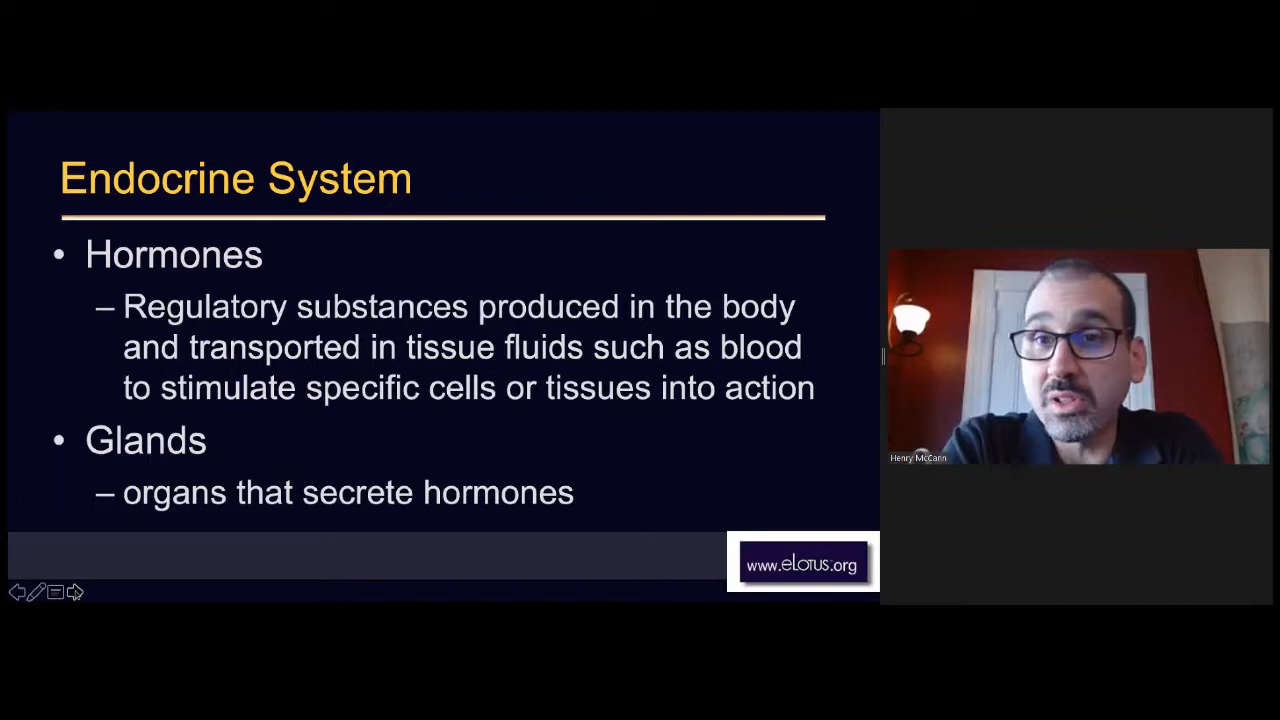 Endocrine System
• Hormones
– Regulatory substances produced in the body
and transported in tissue fluids such as blood
to stimulate specific cells or tissues into action
• Glands
– organs that secrete hormones
www.eLOTUS.org
Henry McCann